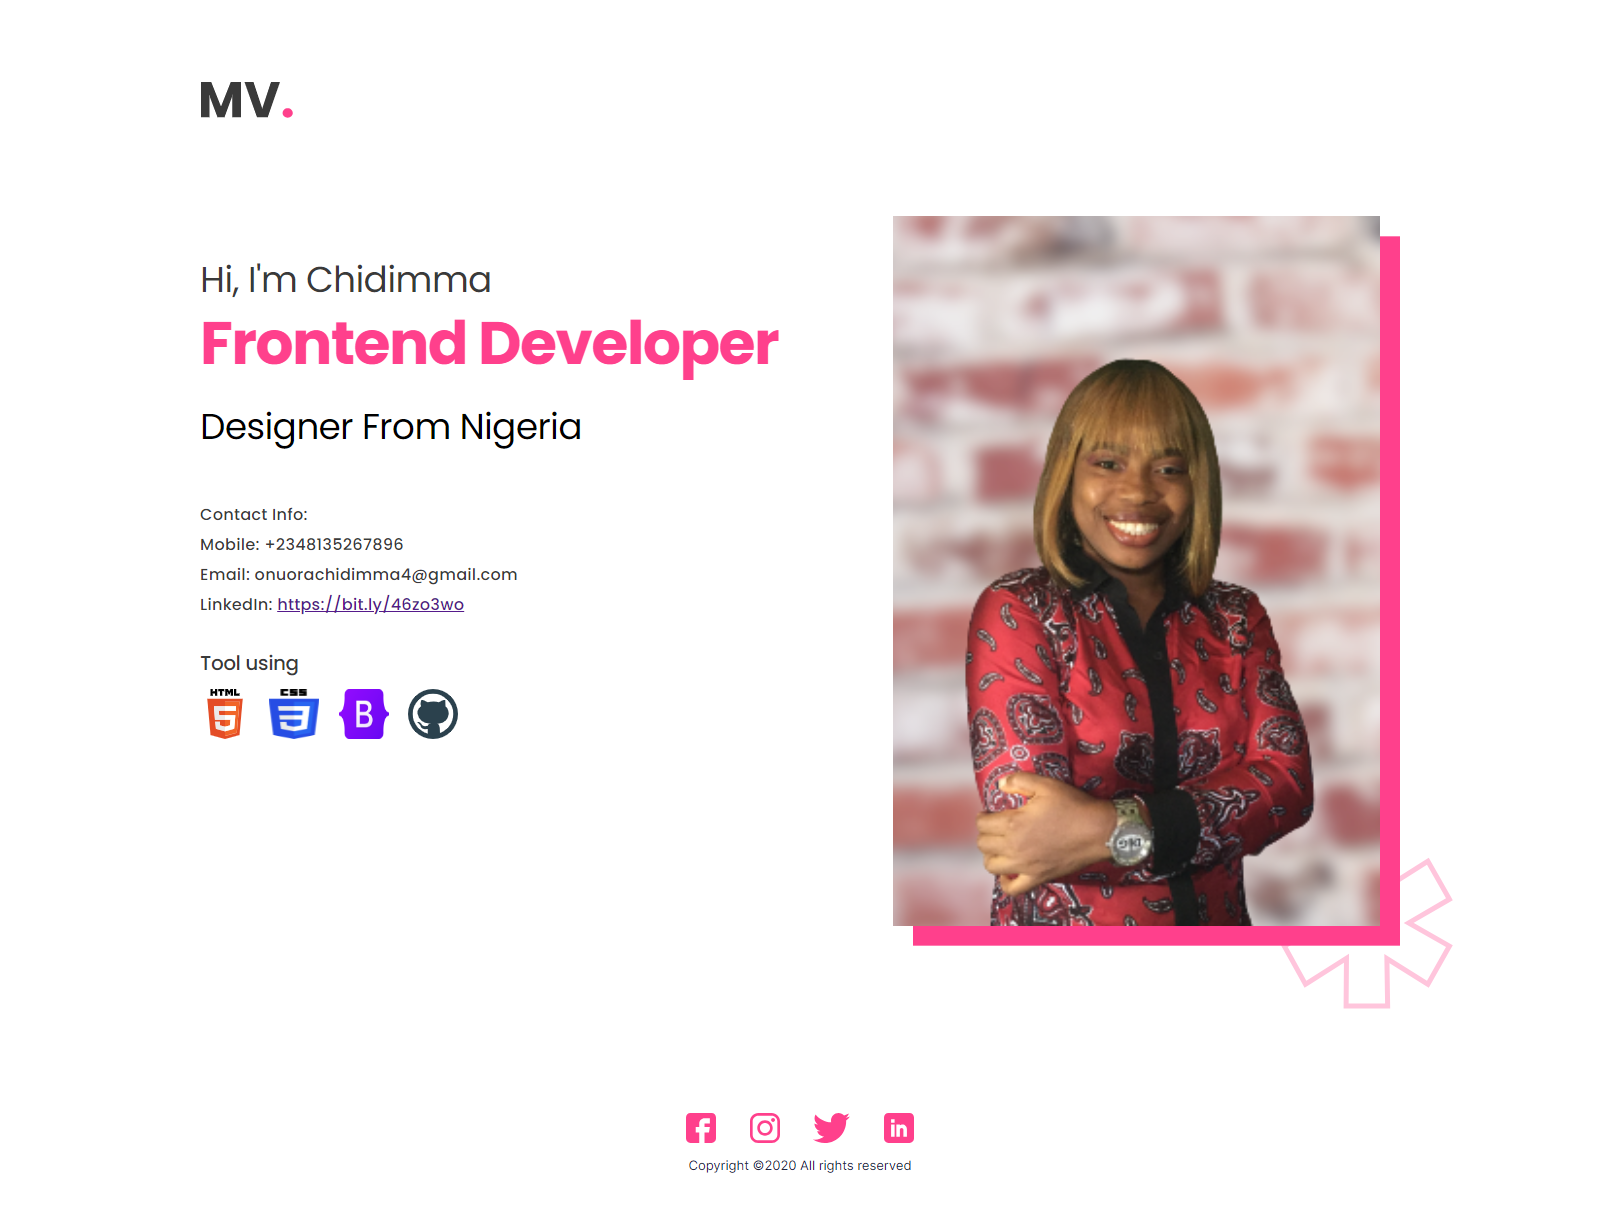 MV.
Hi, I'm Chidimma
Frontend Developer
Designer From Nigeria
Contact Info:
Mobile: +2348135267896
Email: onuorachidimma4@gmail.com
LinkedIn: https://bit.ly/46zo3wo
Tool using
HTML
5
CSS
3
B
f
in
Copyright ©2020 All rights reserved